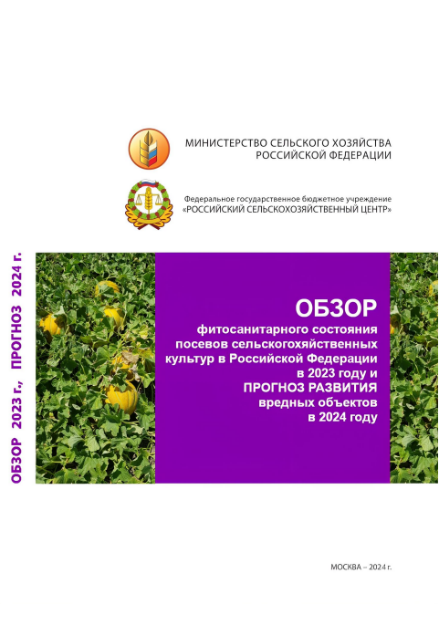 МИНИСТЕРСТВО СЕЛЬСКОГО ХОЗЯЙСТВА
РОССИЙСКОЙ ФЕДЕРАЦИИ
Федеральное государственное бюджетное учреждение
«РОССИЙСКИЙ СЕЛЬСКОХОЗЯЙСТВЕННЫЙ ЦЕНТР»
ОБЗОР 2023 г., ПРОГНОЗ 2024 г.
ОБЗОР
фитосанитарного состояния
посевов сельскогохяйственных
культур в Российской Федерации
в 2023 году и
ПРОГНОЗ РАЗВИТИЯ
вредных объектов
в 2024 году
МОСКВА – 2024 г.